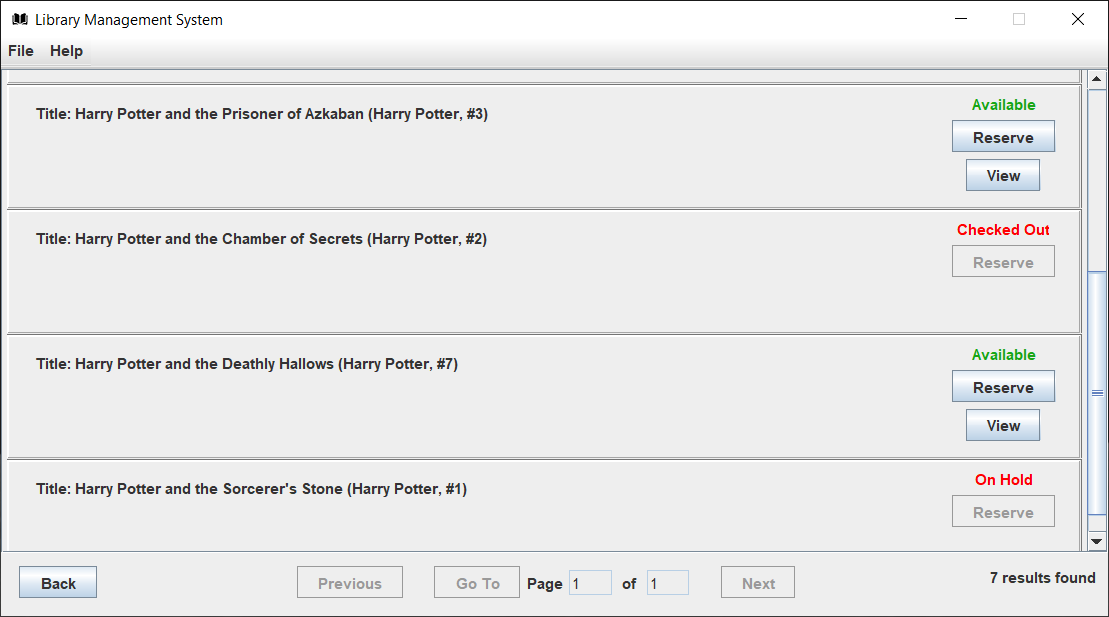 Library Management System
File Help
Title: Harry Potter and the Prisoner of Azkaban (Harry Potter, #3)
Available
Reserve
View
Title: Harry Potter and the Chamber of Secrets (Harry Potter, #2)
Checked Out
Reserve
Title: Harry Potter and the Deathly Hallows (Harry Potter, #7)
Available
Reserve
View
Title: Harry Potter and the Sorcerer's Stone (Harry Potter, #1)
On Hold
Reserve
Back Previous Go To Page 1 of 1 Next 7 results found